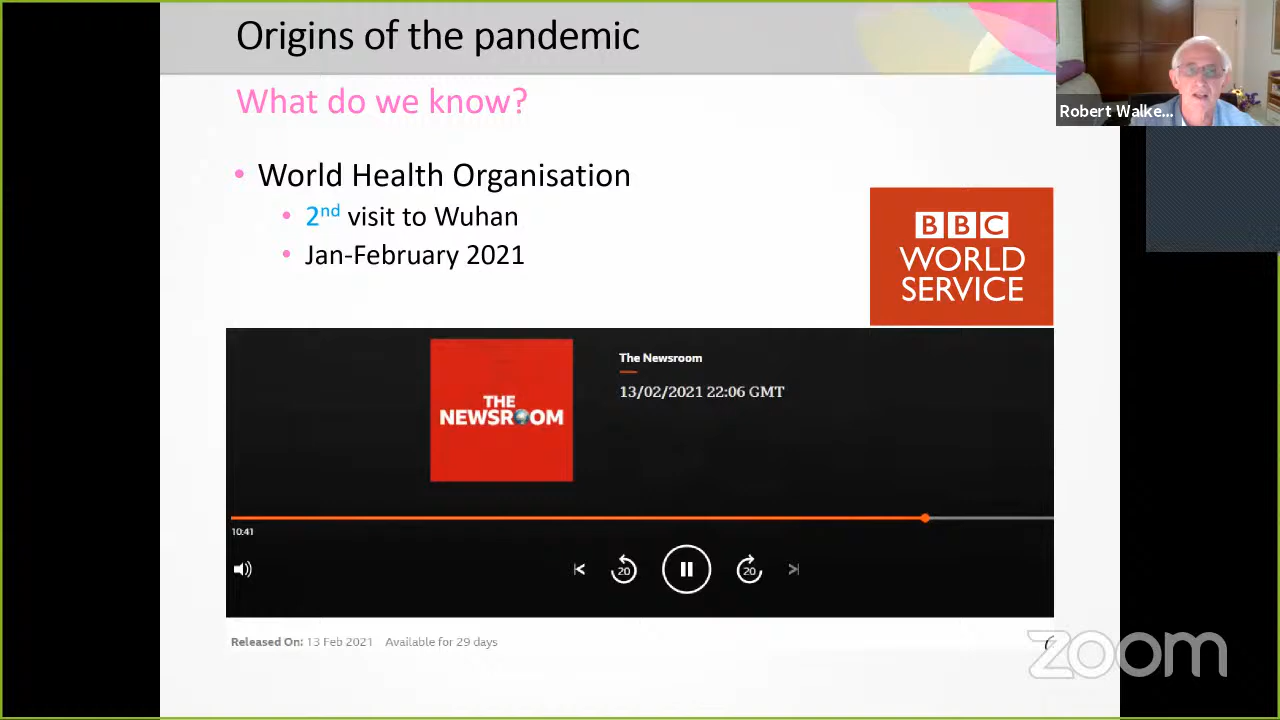 Origins of the pandemic
Robert Walke...
What do we know?
• World Health Organisation
• 2nd visit to Wuhan
• Jan-February 2021
BBC
WORLD
SERVICE
THE
NEWSROOM
The Newsroom
13/02/2021 22:06 GMT
10:41
20
20
Released On: 13 Feb 2021 Available for 29 days
zoom